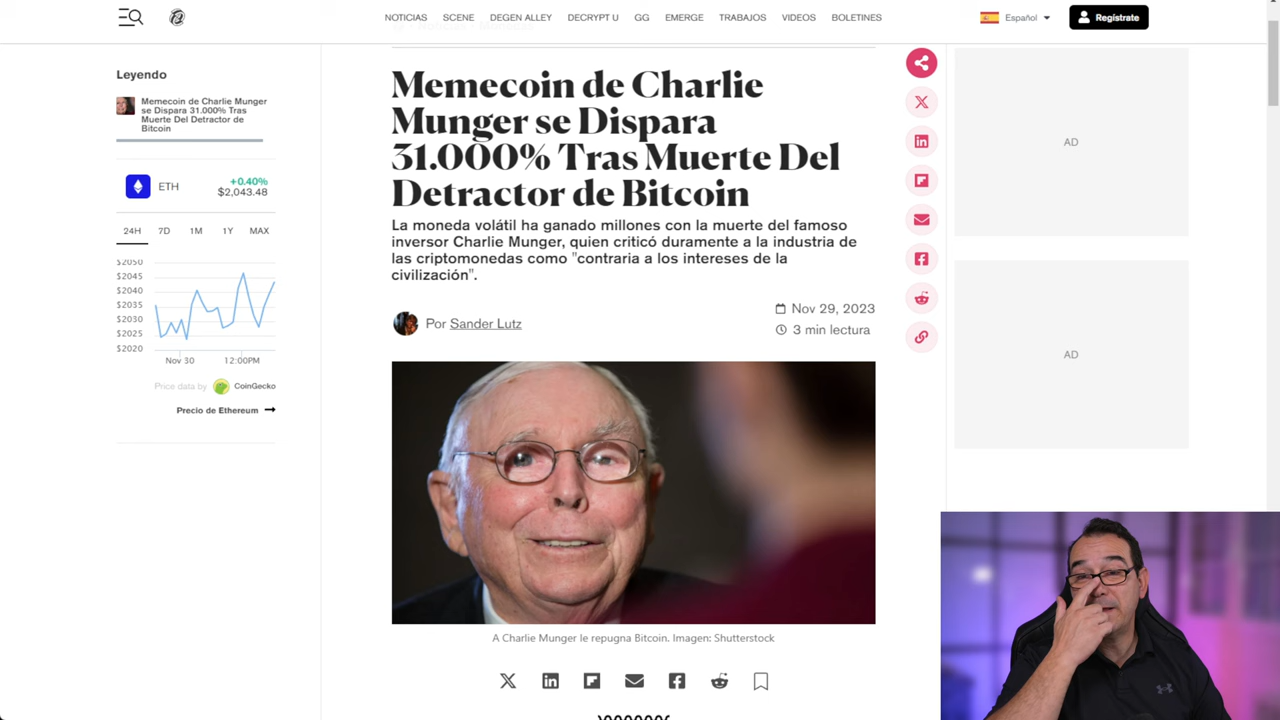 NOTICIAS SCENE DEGEN ALLEY DECRYPT U GG EMERGE TRABAJOS VIDEOS BOLETINES
Español
Regístrate
Leyendo
Memecoin de Charlie Munger
se Dispara 31.000% Tras
Muerte Del Detractor de
Bitcoin
ETH
+0.40%
$2,043.48
24H 7D 1M 1Y MAX
$2050
$2045
$2040
$2035
$2030
$2025
$2020
Nov 30 12:00PM
Price data by CoinGecko
Precio de Ethereum
Memecoin de Charlie
Munger se Dispara
31.000% Tras Muerte Del
Detractor de Bitcoin
La moneda volátil ha ganado millones con la muerte del famoso
inversor Charlie Munger, quien criticó duramente a la industria de
las criptomonedas como "contraria a los intereses de la
civilización".
Por Sander Lutz
Nov 29, 2023
3 min lectura
A Charlie Munger le repugna Bitcoin. Imagen: Shutterstock
AD
AD